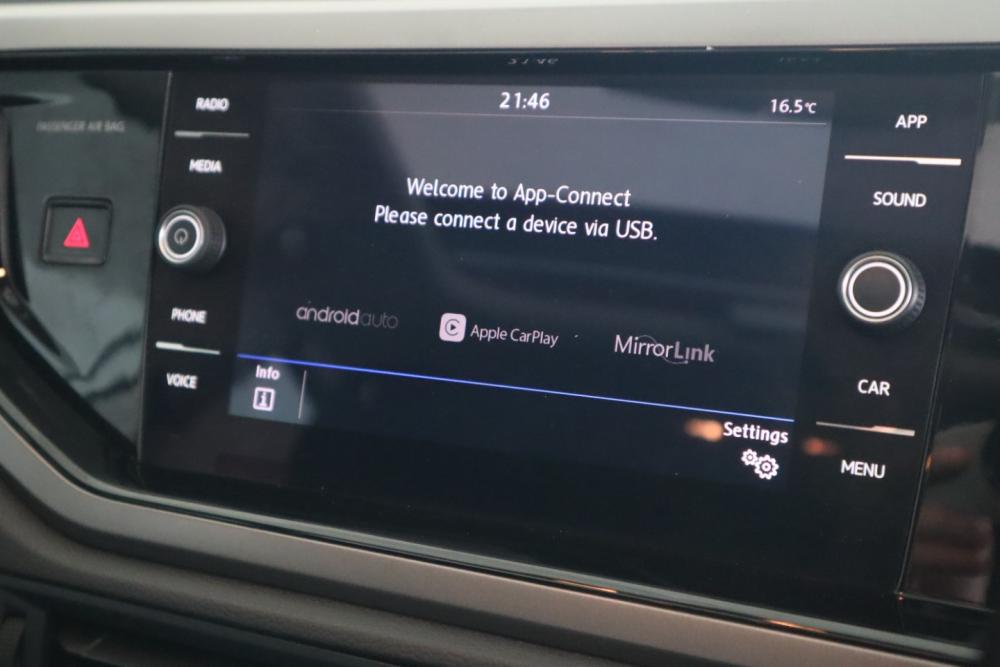 PASSENGER AIR BAG
RADIO
MEDIA
PHONE
VOICE
21:46
16.5°C
Welcome to App-Connect
Please connect a device via USB.
androidauto
Apple CarPlay
MirrorLink
Info
Settings
APP
SOUND
CAR
MENU